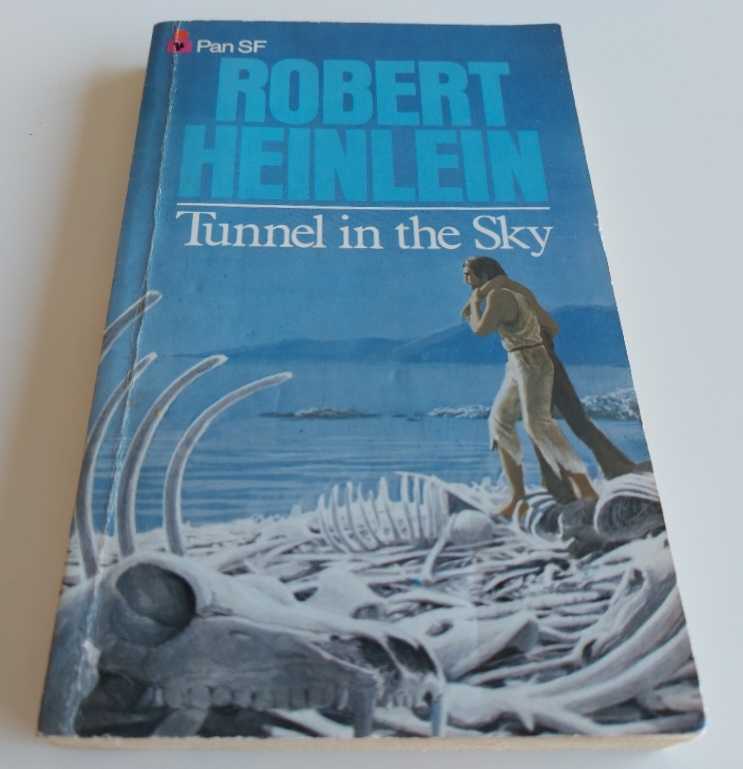 Pan SF
ROBERT
HEINLEIN
Tunnel in the Sky